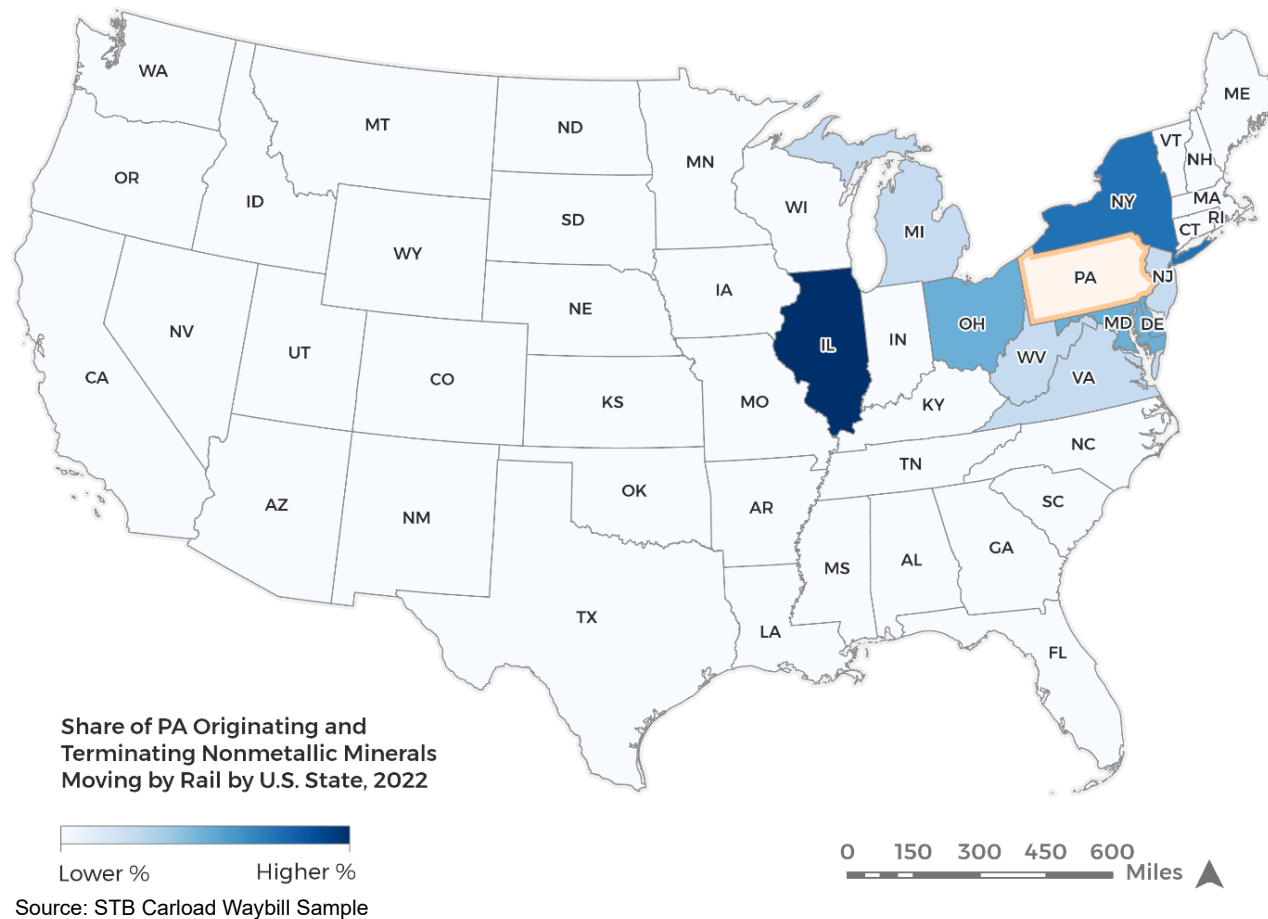 WA
MT
ND
MN
ME
VT
NH
OR
ID
SD
WI
MI
NY
MA
RI
CT
WY
IA
PA
NJ
NE
NV
UT
CO
IL
IN
OH
MD
DE
WV
VA
CA
KS
MO
KY
NC
TN
AZ
NM
OK
AR
SC
MS
AL
GA
TX
LA
FL
Share of PA Originating and
Terminating Nonmetallic Minerals
Moving by Rail by U.S. State, 2022
Lower %
Higher %
0 150 300 450 600
Miles
Source: STB Carload Waybill Sample